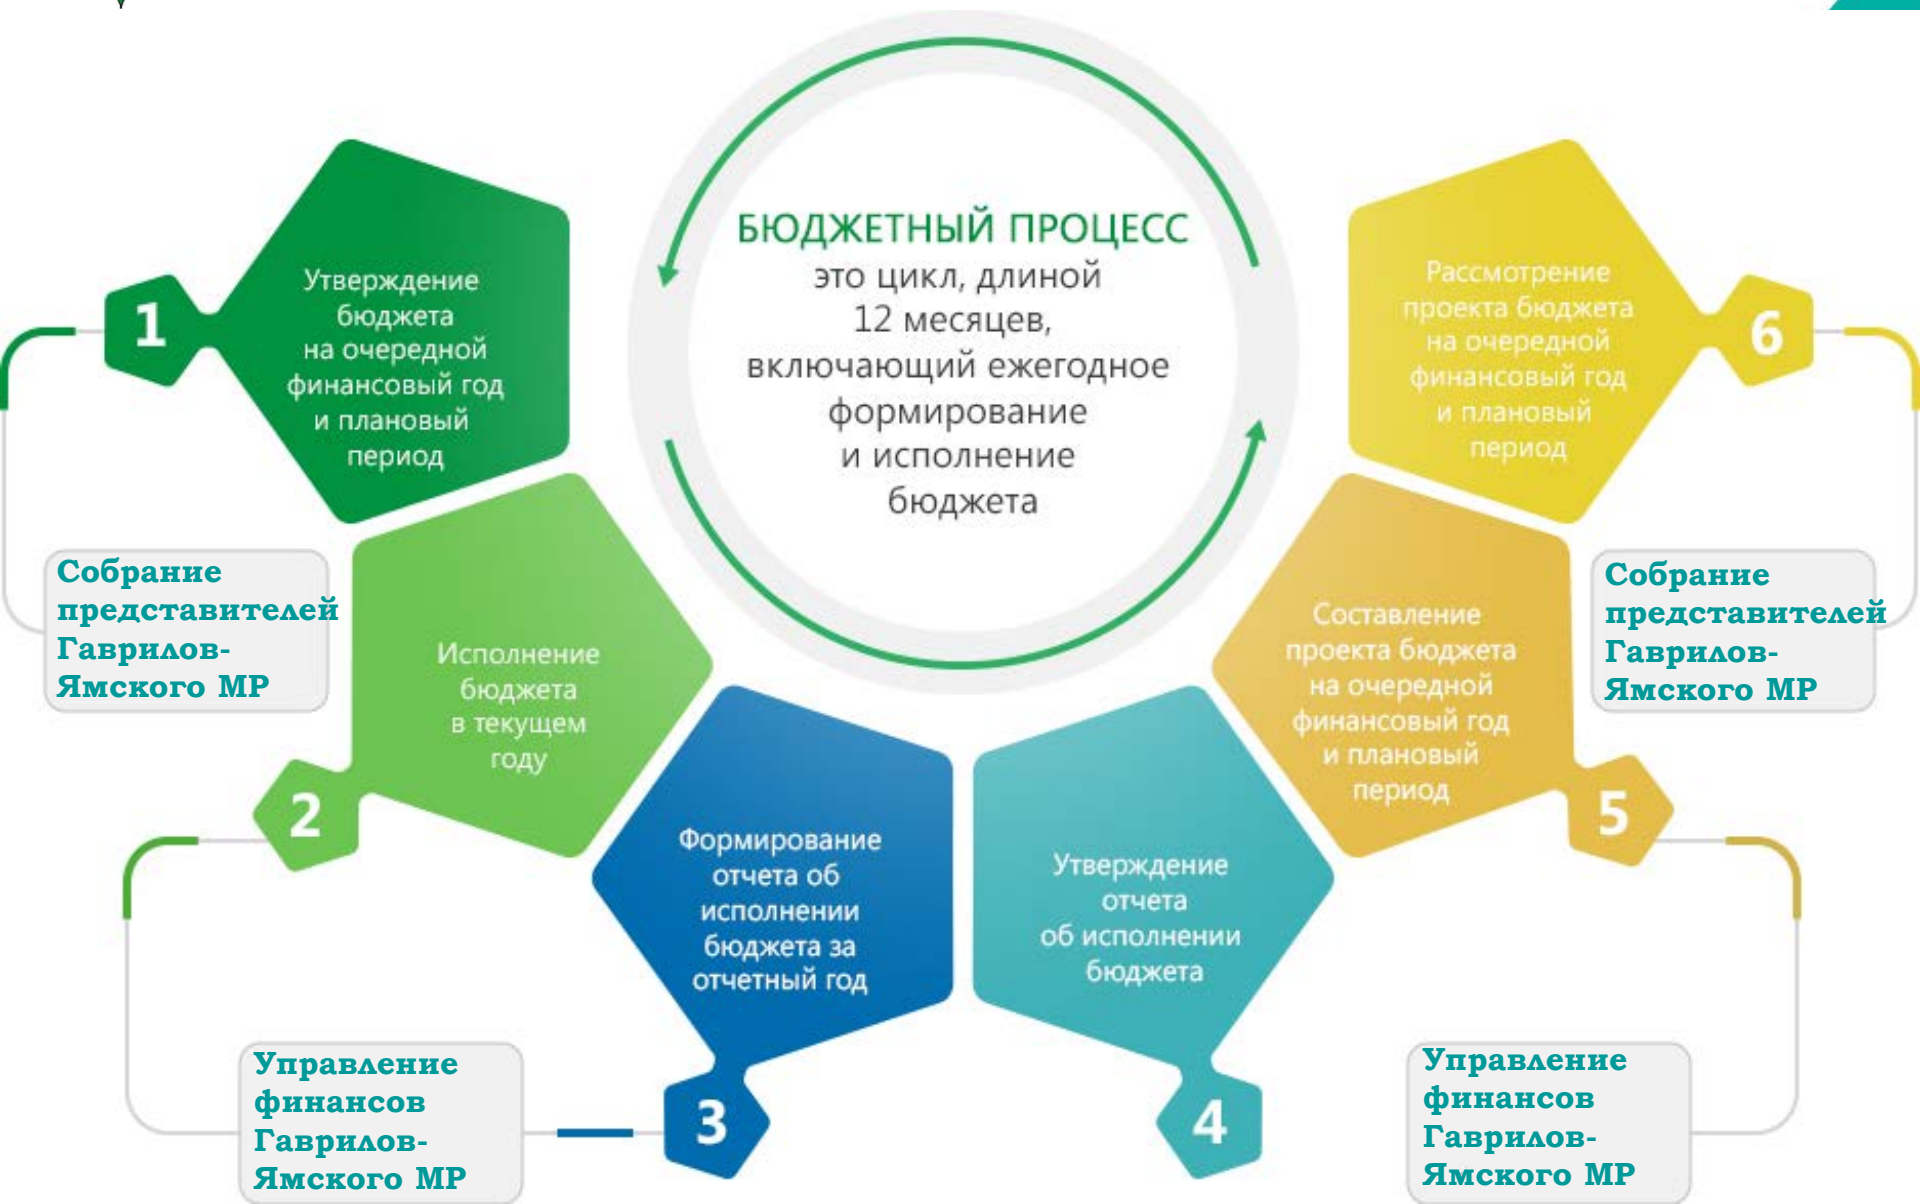 БЮДЖЕТНЫЙ ПРОЦЕСС
это цикл, длиной
12 месяцев,
включающий ежегодное
формирование
и исполнение
бюджета
1
Утверждение
бюджета
на очередной
финансовый год
и плановый
период
Собрание
представителей
Гаврилов-
Ямского МР
2
Исполнение
бюджета
в текущем
году
3
Формирование
отчета об
исполнении
бюджета за
отчетный год
Управление
финансов
Гаврилов-
Ямского МР
4
Утверждение
отчета
об исполнении
бюджета
5
Составление
проекта бюджета
на очередной
финансовый год
и плановый
период
Управление
финансов
Гаврилов-
Ямского МР
6
Рассмотрение
проекта бюджета
на очередной
финансовый год
и плановый
период
Собрание
представителей
Гаврилов-
Ямского МР